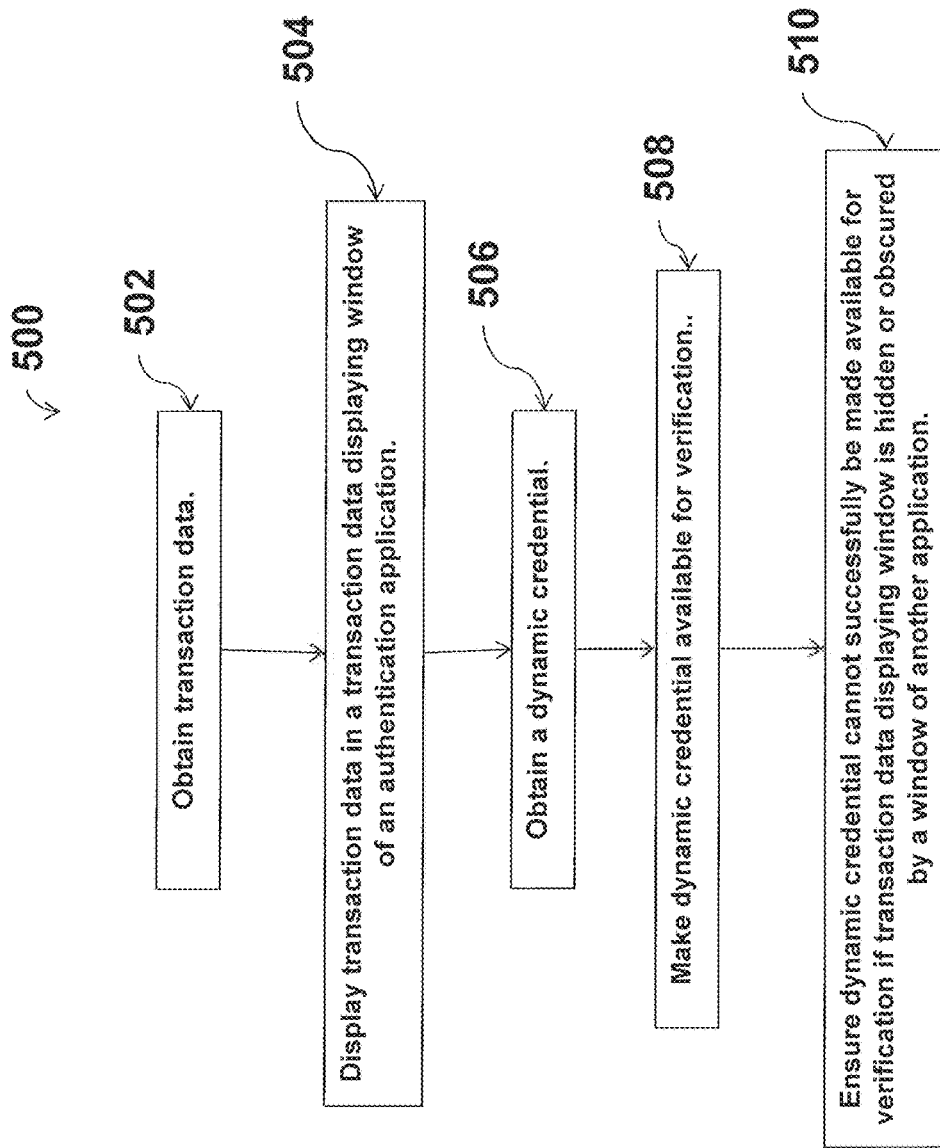 500
502
Obtain transaction data.
504
Display transaction data in a transaction data displaying window
of an authentication application.
506
Obtain a dynamic credential.
508
Make dynamic credential available for verification..
510
Ensure dynamic credential cannot successfully be made available for
verification if transaction data displaying window is hidden or obscured
by a window of another application.